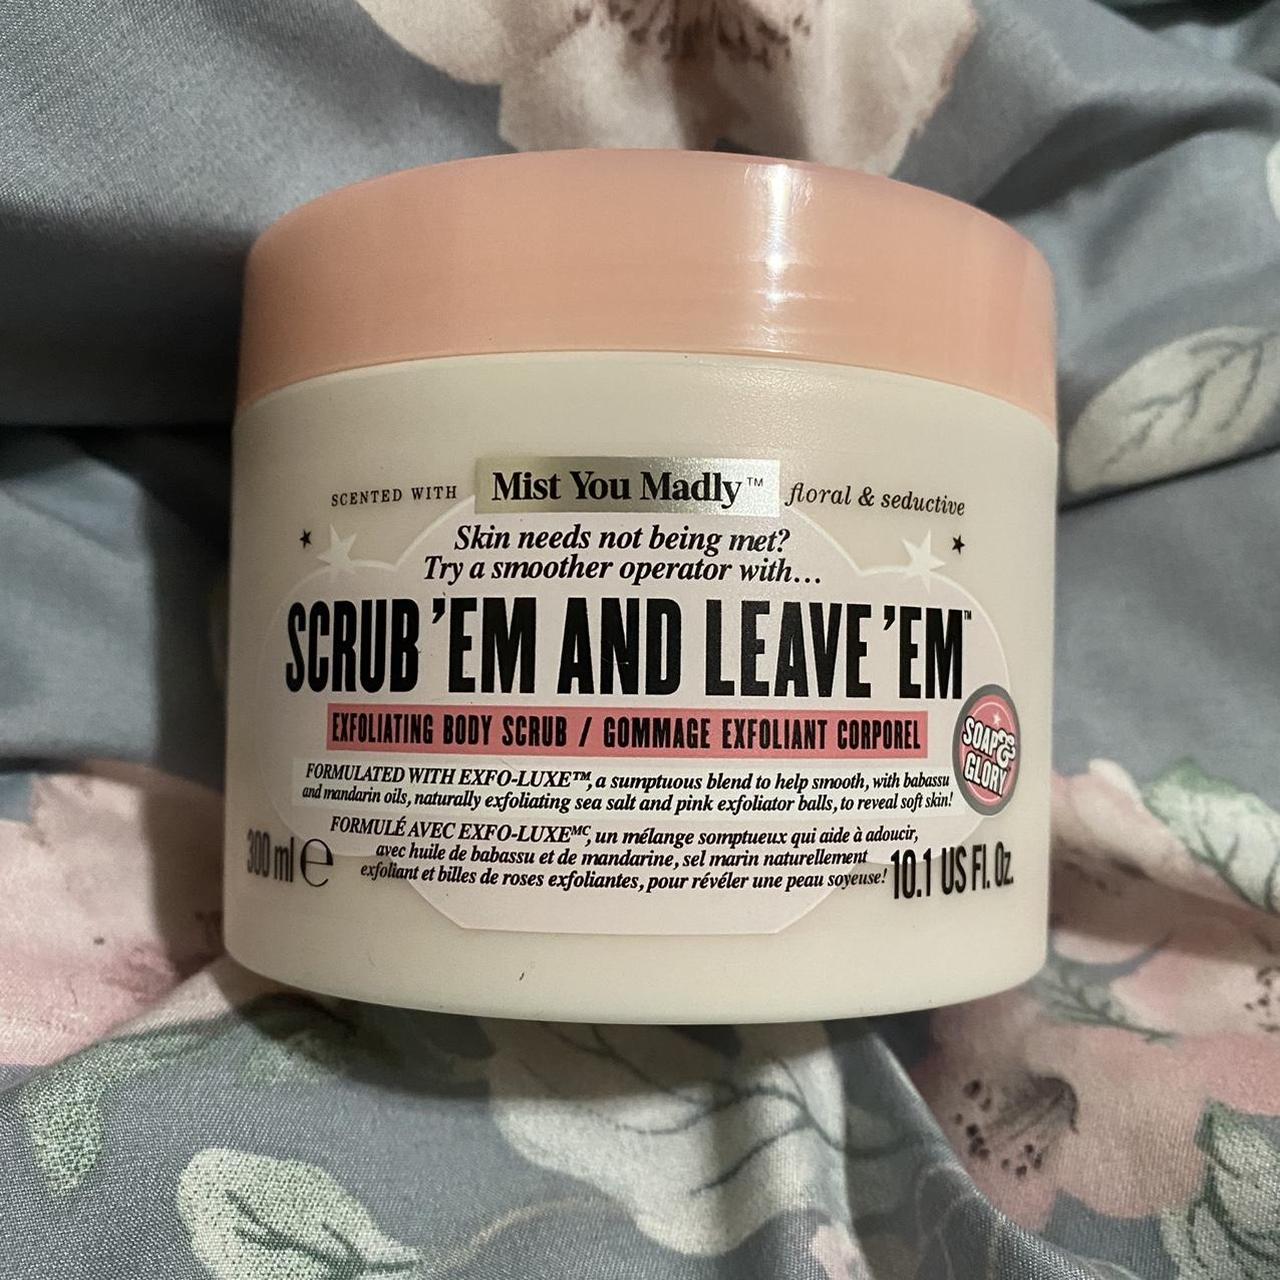 SCENTED WITH Mist You Madly™ floral & seductive
Skin needs not being met?
Try a smoother operator with...
SCRUB 'EM AND LEAVE 'EM™
EXFOLIATING BODY SCRUB / GOMMAGE EXFOLIANT CORPOREL
SOAP &
GLORY
FORMULATED WITH EXFO-LUXE™, a sumptuous blend to help smooth, with babassu
and mandarin oils, naturally exfoliating sea salt and pink exfoliator balls, to reveal soft skin!
FORMULÉ AVEC EXFO-LUXEᴹᶜ, un mélange somptueux qui aide à adoucir,
avec huile de babassu et de mandarine, sel marin naturellement
exfoliant et billes de roses exfoliantes, pour révéler une peau soyeuse!
300 ml ℮
10.1 US Fl. Oz.